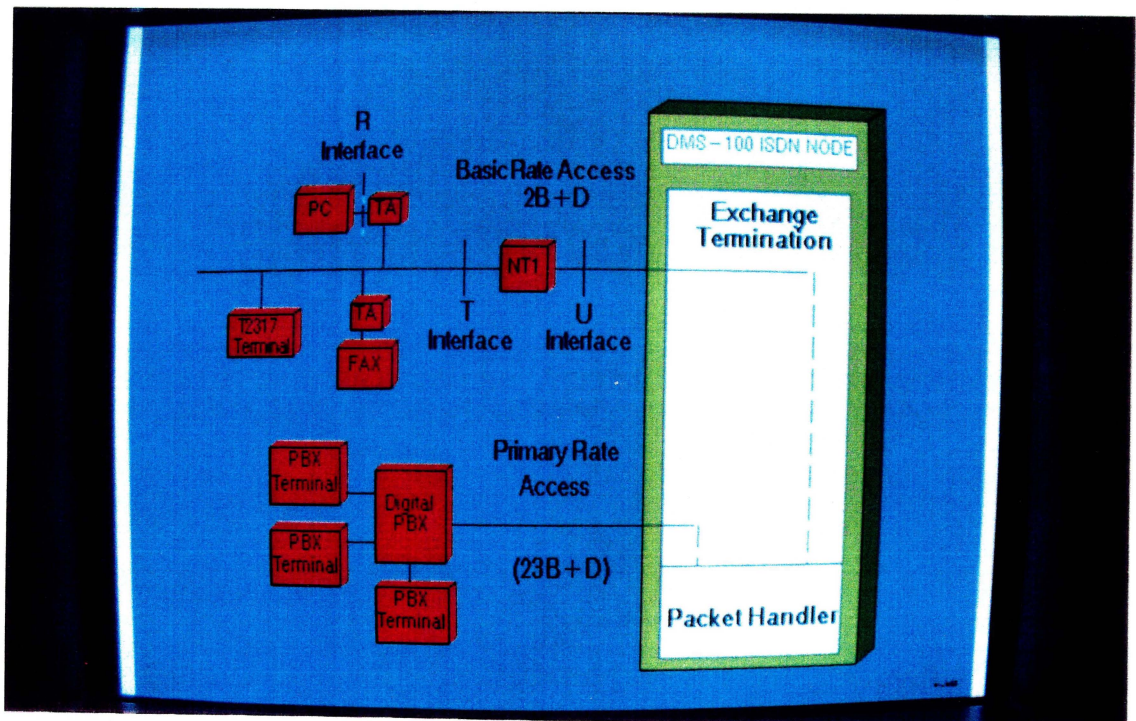 R
Interface
PC
TA
Basic Rate Access
2B+D
NT1
T
Interface
U
Interface
T2317
Terminal
TA
FAX
PBX
Terminal
PBX
Terminal
Digital
PBX
PBX
Terminal
Primary Rate
Access
(23B+D)
DMS-100 ISDN NODE
Exchange
Termination
Packet Handler